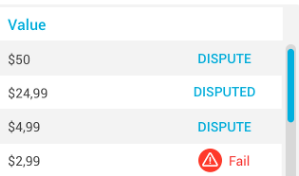 Value
$50 DISPUTE
$24,99 DISPUTED
$4,99 DISPUTE
$2,99 Fail